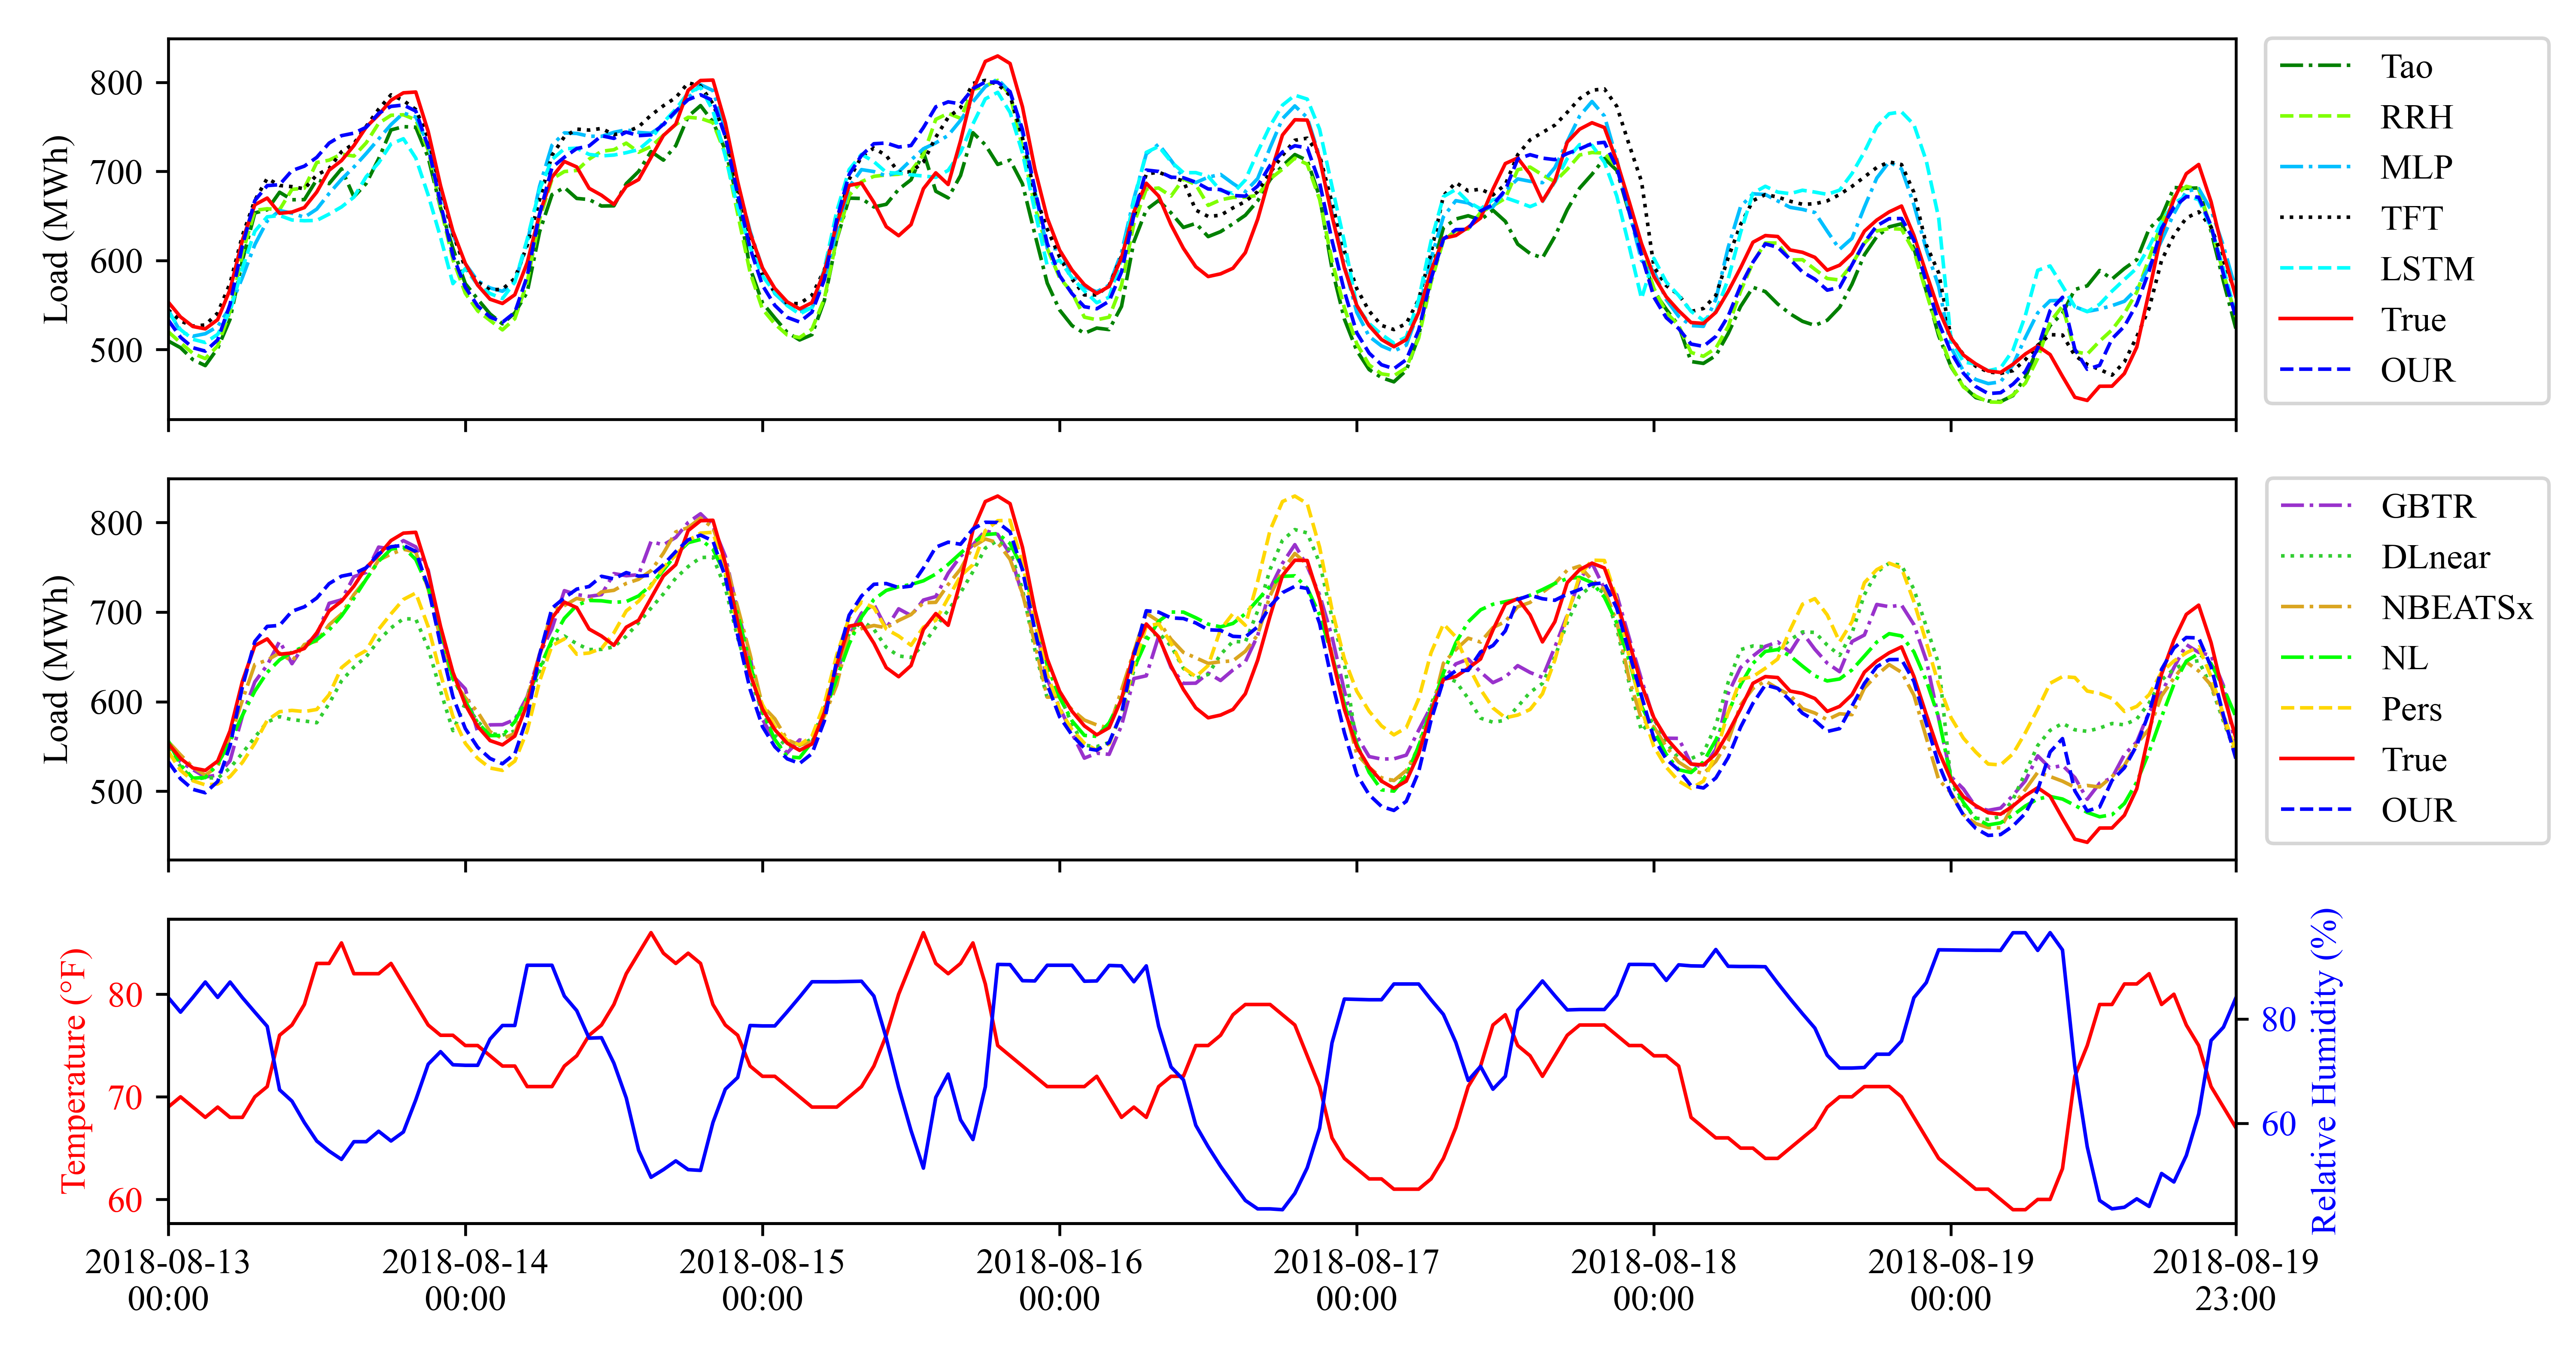 Load (MWh)
800
700
600
500
Tao
RRH
MLP
TFT
LSTM
True
OUR
Load (MWh)
800
700
600
500
GBTR
DLnear
NBEATSx
NL
Pers
True
OUR
Temperature (°F)
80
70
60
Relative Humidity (%)
80
60
2018-08-13 2018-08-14 2018-08-15 2018-08-16 2018-08-17 2018-08-18 2018-08-19 2018-08-19
00:00 00:00 00:00 00:00 00:00 00:00 00:00 23:00